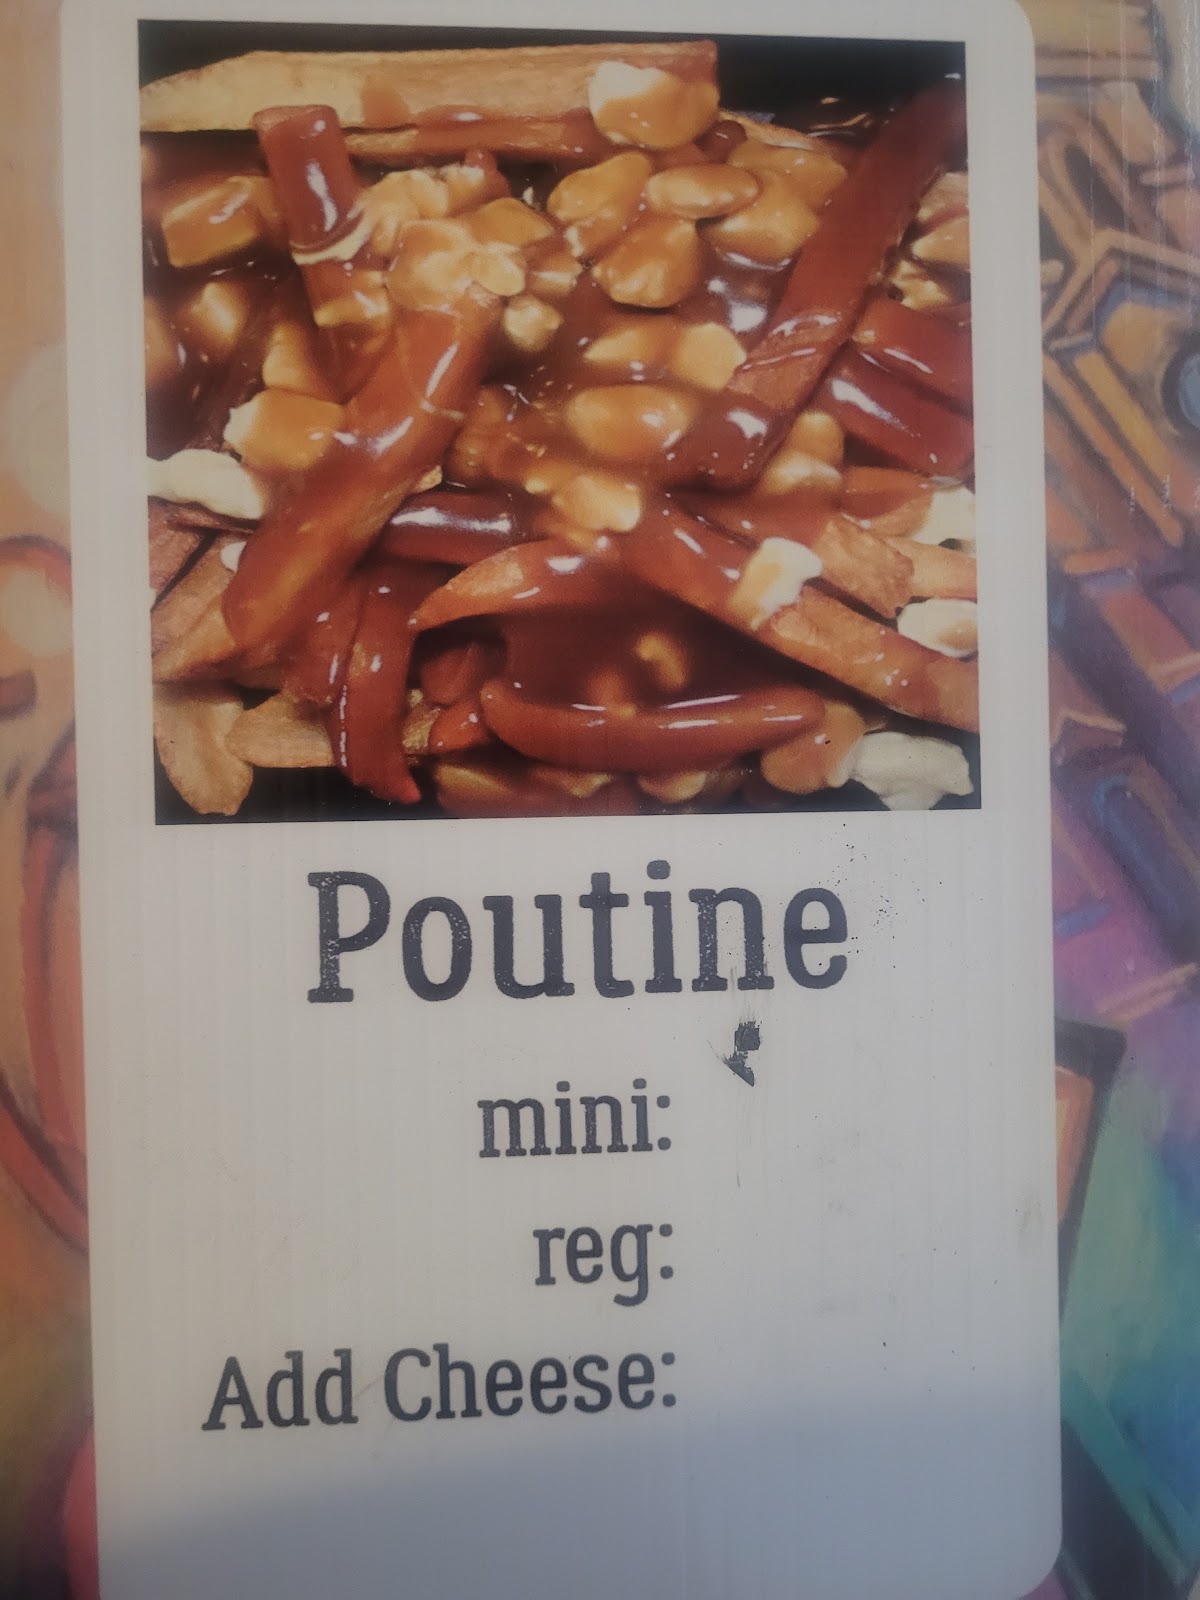 Poutine
mini:
reg:
Add Cheese: